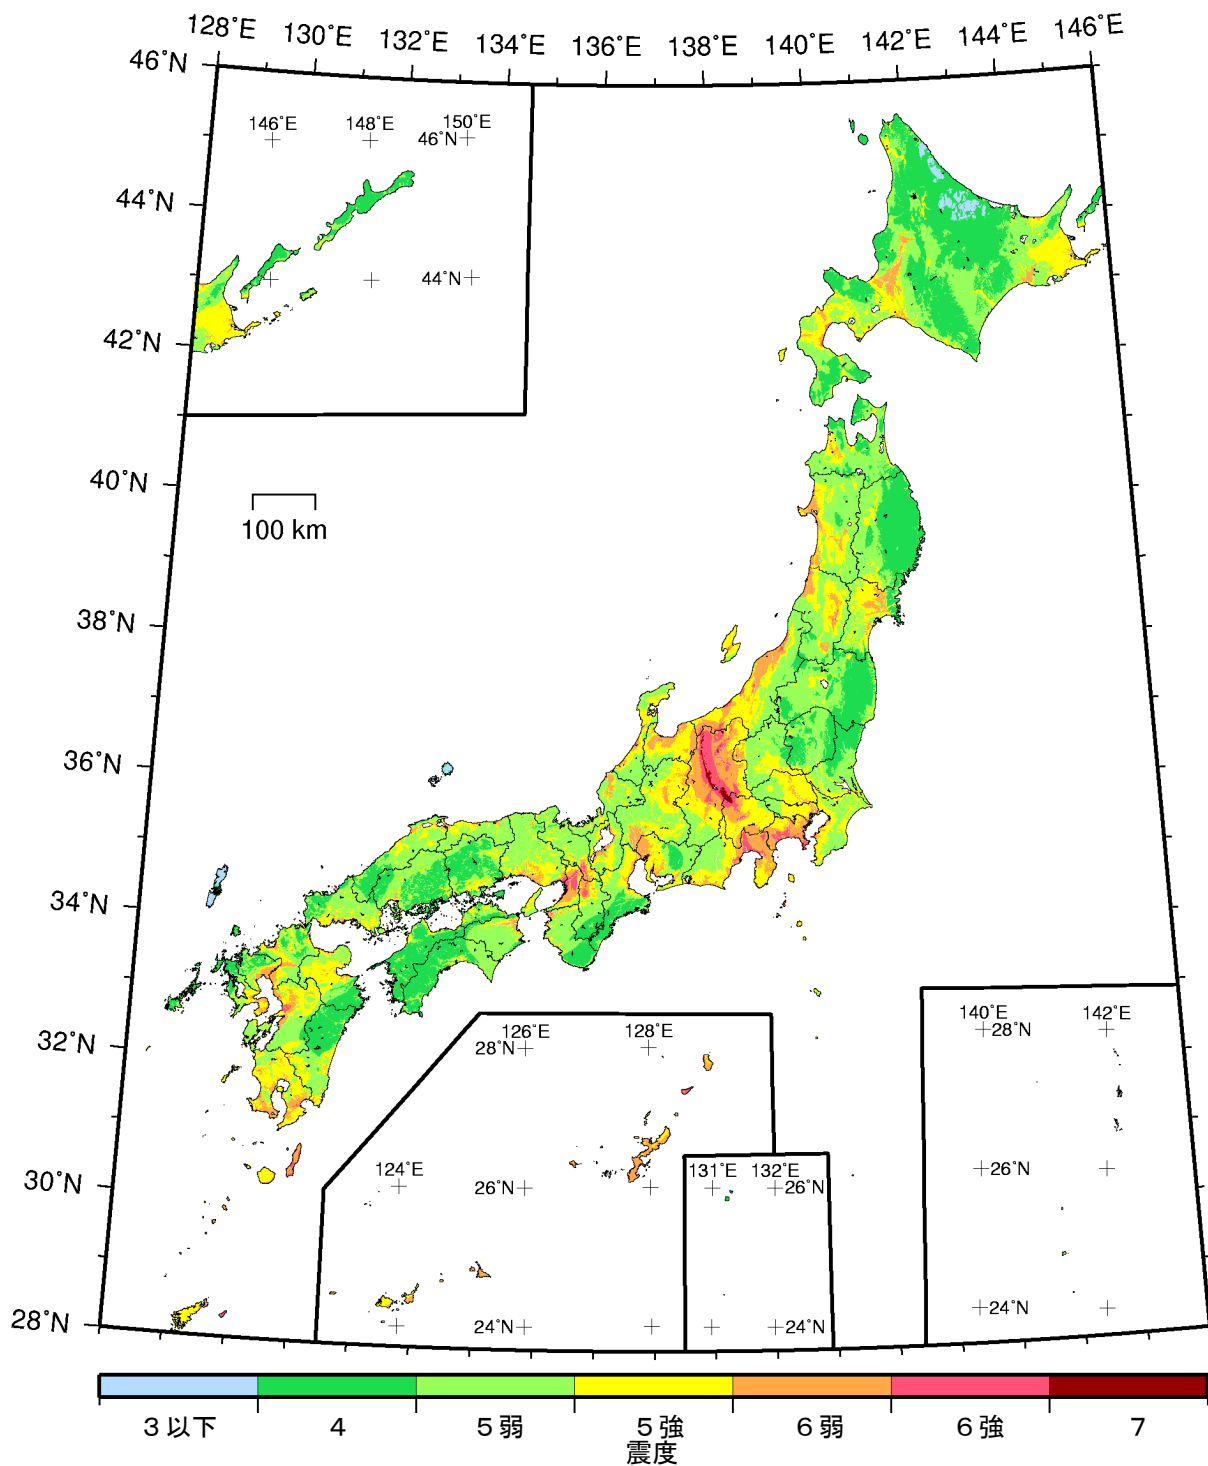 128°E 130°E 132°E 134°E 136°E 138°E 140°E 142°E 144°E 146°E
46°N
146°E 148°E 150°E
46°N
44°N
44°N
42°N
40°N
100 km
38°N
36°N
34°N
32°N
126°E 128°E
28°N
140°E 142°E
28°N
30°N
124°E
26°N
131°E 132°E
26°N
26°N
28°N
24°N
24°N
24°N
3以下 4 5弱 5強 6弱 6強 7
震度